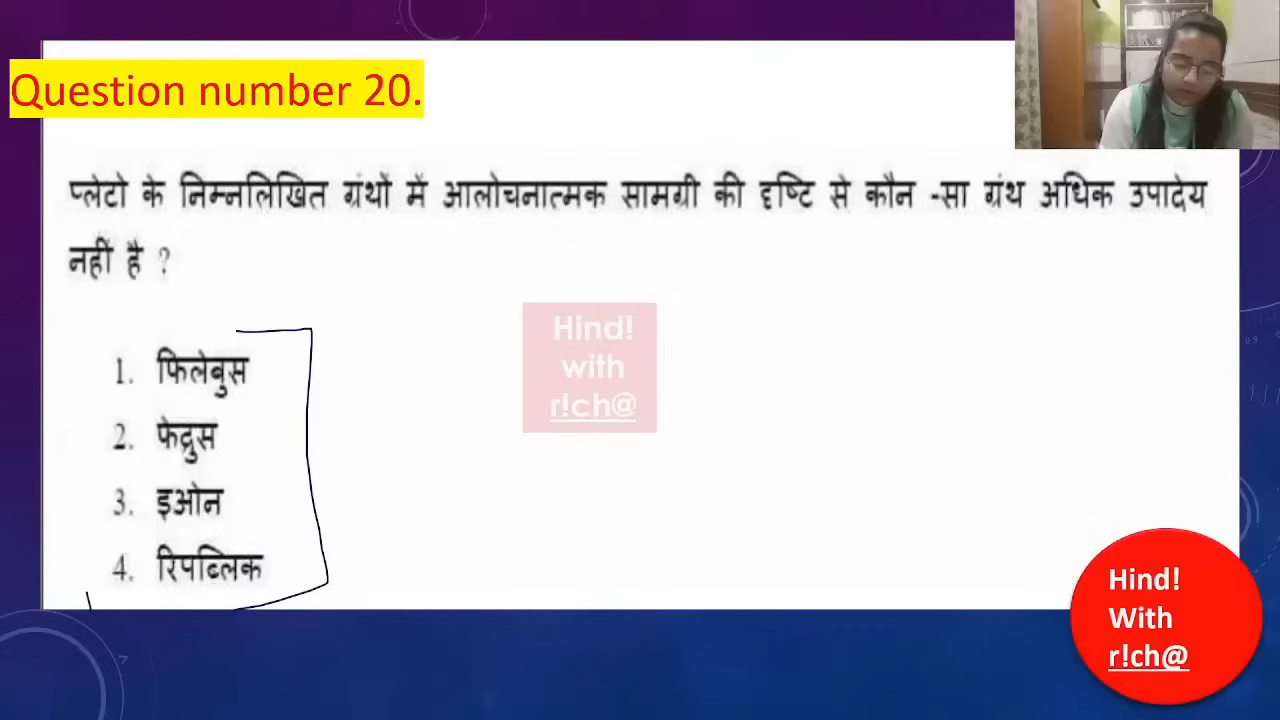 Question number 20.
प्लेटो के निम्नलिखित ग्रंथों में आलोचनात्मक सामग्री की दृष्टि से कौन -सा ग्रंथ अधिक उपादेय
नहीं है ?
Hind!
with
r!ch@
1. फिलेबुस
2. फेद्रुस
3. इओन
4. रिपब्लिक
Hind!
With
r!ch@